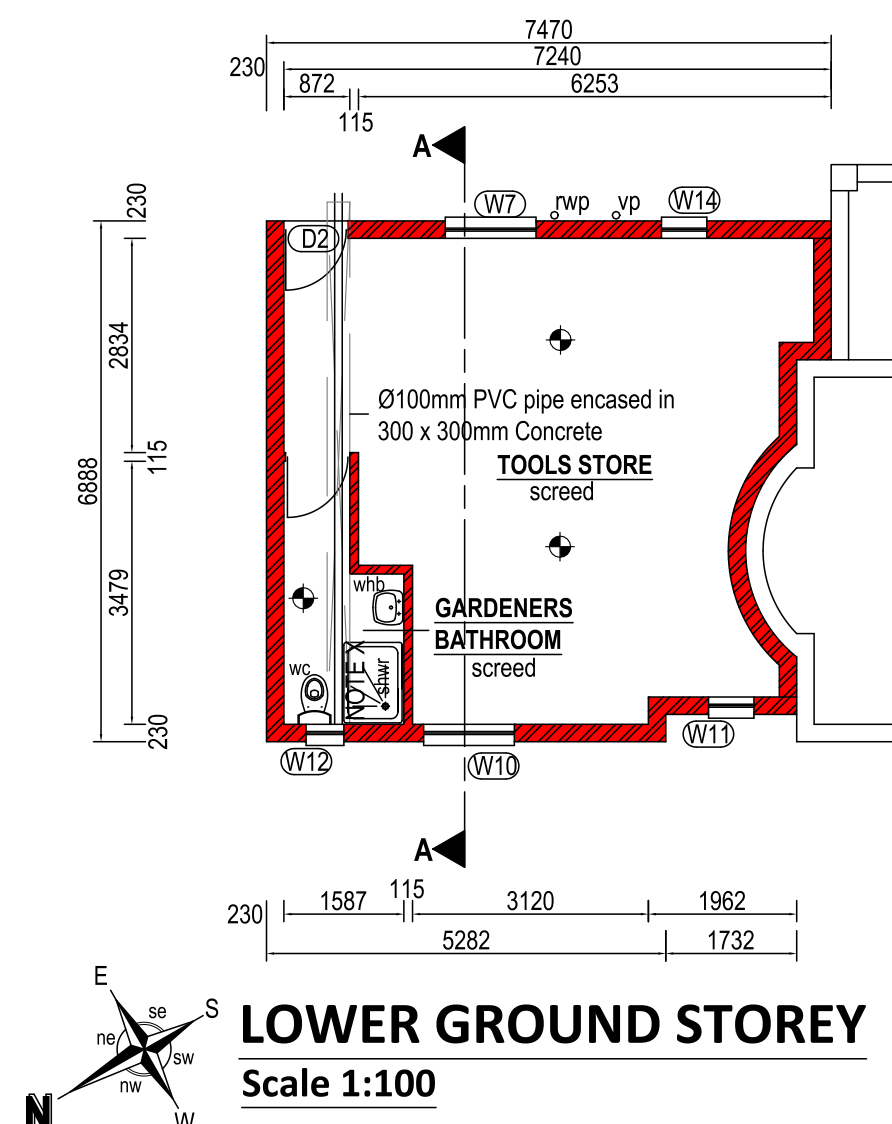 7470
230
7240
872
6253
115
A
230
W7
rwp
vp
W14
D2
2834
Ø100mm PVC pipe encased in
300 x 300mm Concrete
115
6888
TOOLS STORE
screed
3479
whb
GARDENERS
BATHROOM
screed
wc
NOTE X
shwr
230
W12
W10
W11
A
115
230
1587
3120
1962
5282
1732
E
se
S
ne
sw
nw
N
W
LOWER GROUND STOREY
Scale 1:100